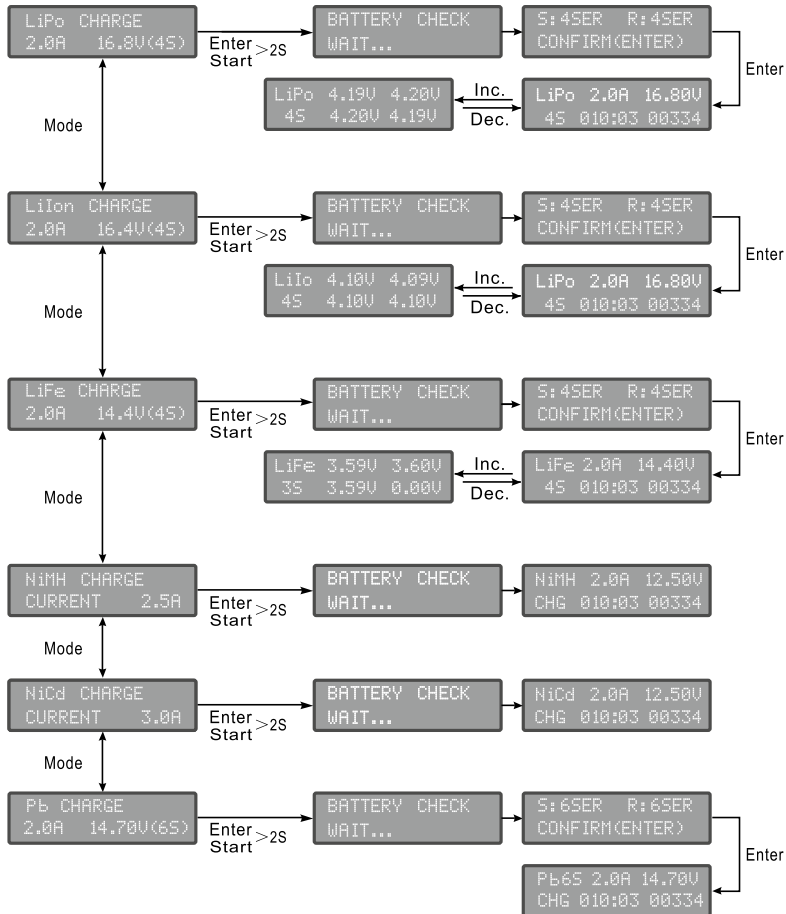 LiPo CHARGE
2.0A 16.8V(4S)
Enter
Start >2S
BATTERY CHECK
WAIT...
S:4SER R:4SER
CONFIRM(ENTER)
Enter
LiPo 4.19V 4.20V
4S 4.20V 4.19V
Inc.
Dec.
LiPo 2.0A 16.80V
4S 010:03 00334
Mode
LiIon CHARGE
2.0A 16.4V(4S)
Enter
Start >2S
BATTERY CHECK
WAIT...
S:4SER R:4SER
CONFIRM(ENTER)
Enter
LiIo 4.10V 4.09V
4S 4.10V 4.10V
Inc.
Dec.
LiPo 2.0A 16.80V
4S 010:03 00334
Mode
LiFe CHARGE
2.0A 14.4V(4S)
Enter
Start >2S
BATTERY CHECK
WAIT...
S:4SER R:4SER
CONFIRM(ENTER)
Enter
LiFe 3.59V 3.60V
3S 3.59V 0.00V
Inc.
Dec.
LiFe 2.0A 14.40V
4S 010:03 00334
Mode
NiMH CHARGE
CURRENT 2.5A
Enter
Start >2S
BATTERY CHECK
WAIT...
NiMH 2.0A 12.50V
CHG 010:03 00334
Mode
NiCd CHARGE
CURRENT 3.0A
Enter
Start >2S
BATTERY CHECK
WAIT...
NiCd 2.0A 12.50V
CHG 010:03 00334
Mode
Pb CHARGE
2.0A 14.70V(6S)
Enter
Start >2S
BATTERY CHECK
WAIT...
S:6SER R:6SER
CONFIRM(ENTER)
Enter
Pb6S 2.0A 14.70V
CHG 010:03 00334